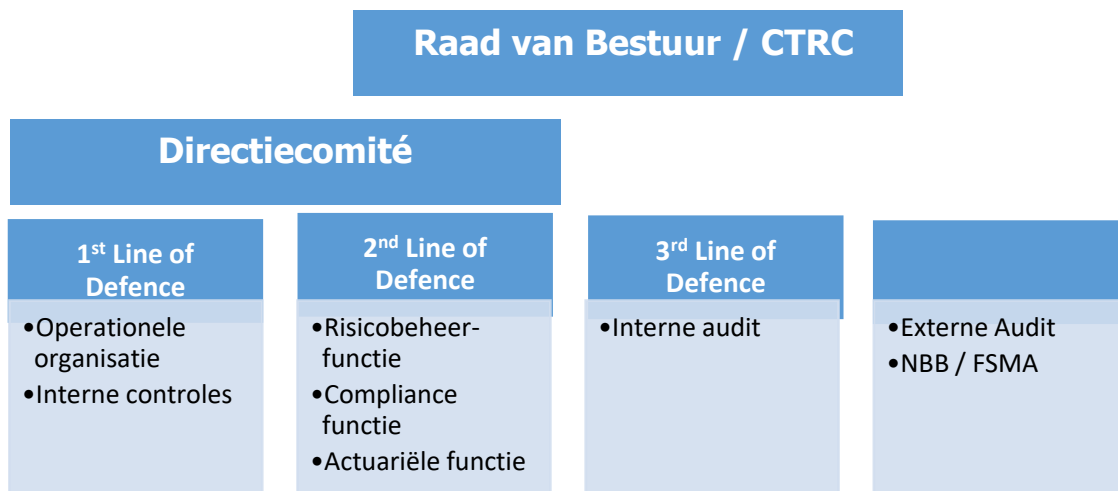 Raad van Bestuur / CTRC
Directiecomité
1st Line of
Defence
•Operationele
organisatie
•Interne controles
2nd Line of
Defence
•Risicobeheer-
functie
•Compliance
functie
•Actuariële functie
3rd Line of
Defence
•Interne audit
•Externe Audit
•NBB / FSMA